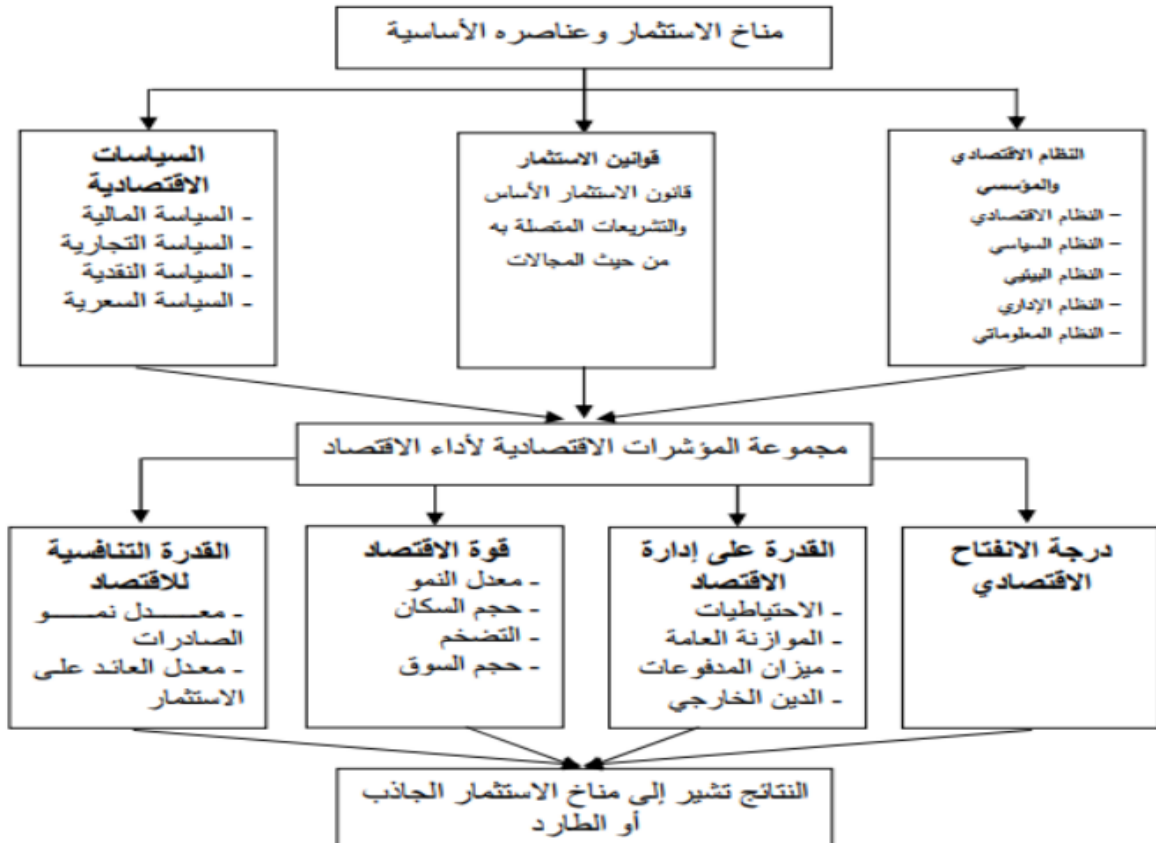 مناخ الاستثمار وعناصره الأساسية
النظام الاقتصادي
والمؤسسي
– النظام الاقتصادي
– النظام السياسي
– النظام البيئيي
– النظام الإداري
– النظام المعلوماتي
قوانين الاستثمار
قانون الاستثمار الأساس
والتشريعات المتصلة به
من حيث المجالات
السياسات
الاقتصادية
- السياسة المالية
- السياسة التجارية
- السياسة النقدية
- السياسة السعرية
مجموعة المؤشرات الاقتصادية لأداء الاقتصاد
درجة الانفتاح
الاقتصادي
القدرة على إدارة
الاقتصاد
- الاحتياطيات
- الموازنة العامة
- ميزان المدفوعات
- الدين الخارجي
قوة الاقتصاد
- معدل النمو
- حجم السكان
- التضخم
- حجم السوق
القدرة التنافسية
للاقتصاد
- معــــدل نمـــو
الصادرات
- معدل العائد على
الاستثمار
النتائج تشير إلى مناخ الاستثمار الجاذب
أو الطارد